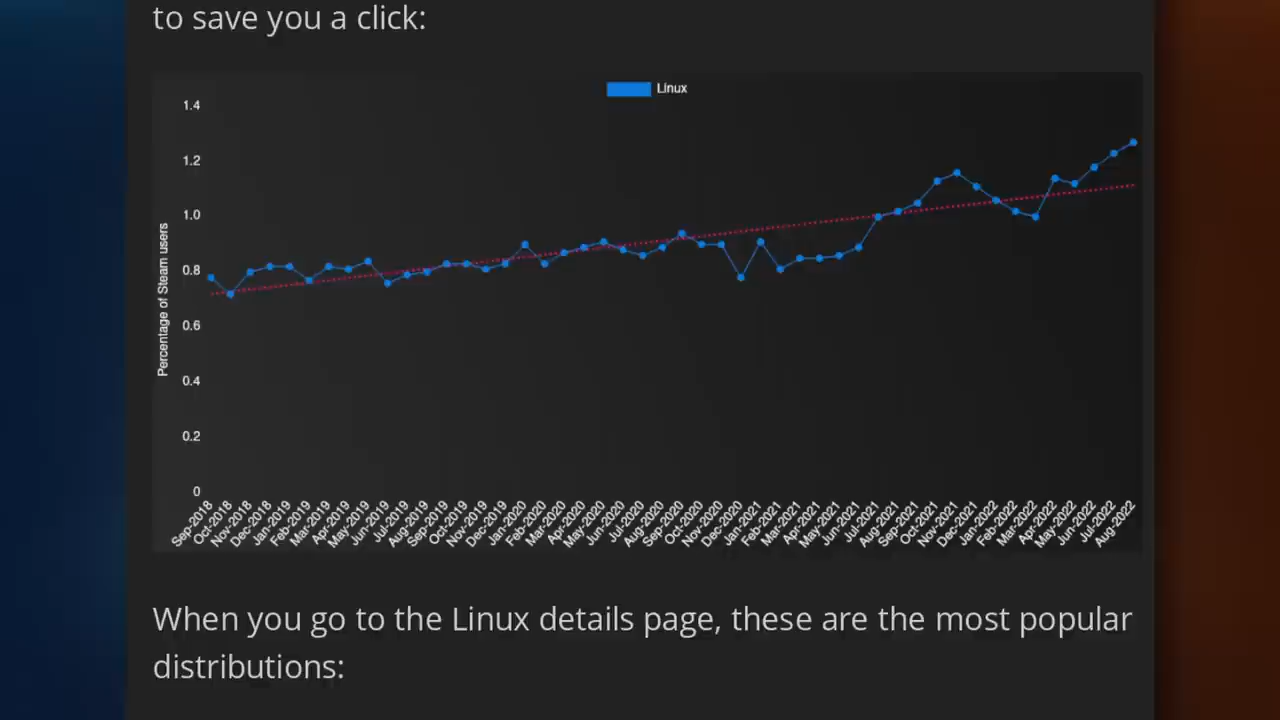 to save you a click:
Linux
1.4
1.2
1.0
0.8
0.6
0.4
0.2
0
Percentage of Steam users
Sep-2018
Oct-2018
Nov-2018
Dec-2018
Jan-2019
Feb-2019
Mar-2019
Apr-2019
May-2019
Jun-2019
Jul-2019
Aug-2019
Sep-2019
Oct-2019
Nov-2019
Dec-2019
Jan-2020
Feb-2020
Mar-2020
Apr-2020
May-2020
Jun-2020
Jul-2020
Aug-2020
Sep-2020
Oct-2020
Nov-2020
Dec-2020
Jan-2021
Feb-2021
Mar-2021
Apr-2021
May-2021
Jun-2021
Jul-2021
Aug-2021
Sep-2021
Oct-2021
Nov-2021
Dec-2021
Jan-2022
Feb-2022
Mar-2022
Apr-2022
May-2022
Jun-2022
Jul-2022
Aug-2022
When you go to the Linux details page, these are the most popular
distributions: